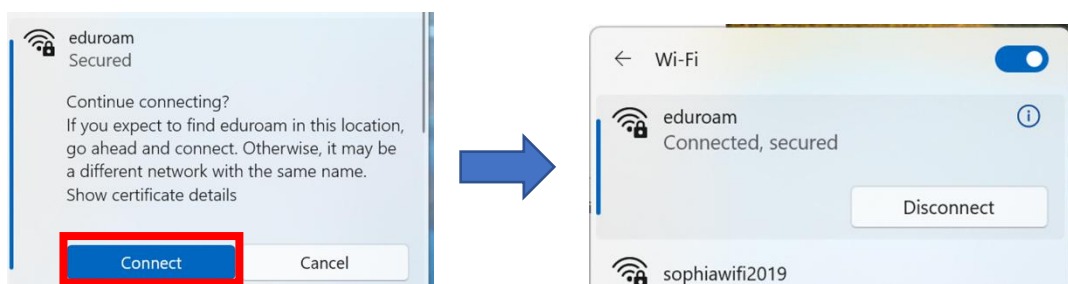 eduroam
Secured
Continue connecting?
If you expect to find eduroam in this location,
go ahead and connect. Otherwise, it may be
a different network with the same name.
Show certificate details
Connect
Cancel
← Wi-Fi
eduroam
Connected, secured
Disconnect
sophiawifi2019